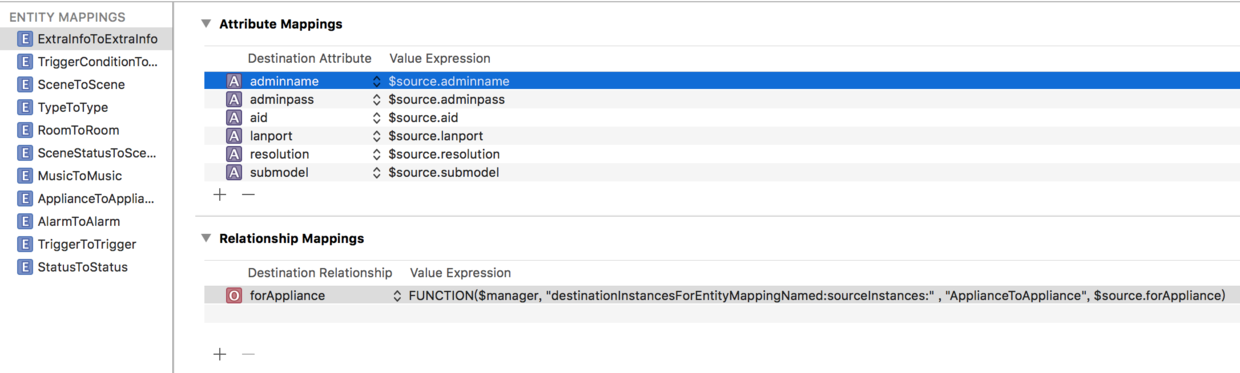 ENTITY MAPPINGS
E ExtraInfoToExtraInfo
E TriggerConditionTo...
E SceneToScene
E TypeToType
E RoomToRoom
E SceneStatusToSce...
E MusicToMusic
E ApplianceToApplia...
E AlarmToAlarm
E TriggerToTrigger
E StatusToStatus
Attribute Mappings
Destination Attribute Value Expression
A adminname $source.adminname
A adminpass $source.adminpass
A aid $source.aid
A lanport $source.lanport
A resolution $source.resolution
A submodel $source.submodel
Relationship Mappings
Destination Relationship Value Expression
O forAppliance FUNCTION($manager, "destinationInstancesForEntityMappingNamed:sourceInstances:" , "ApplianceToAppliance", $source.forAppliance)